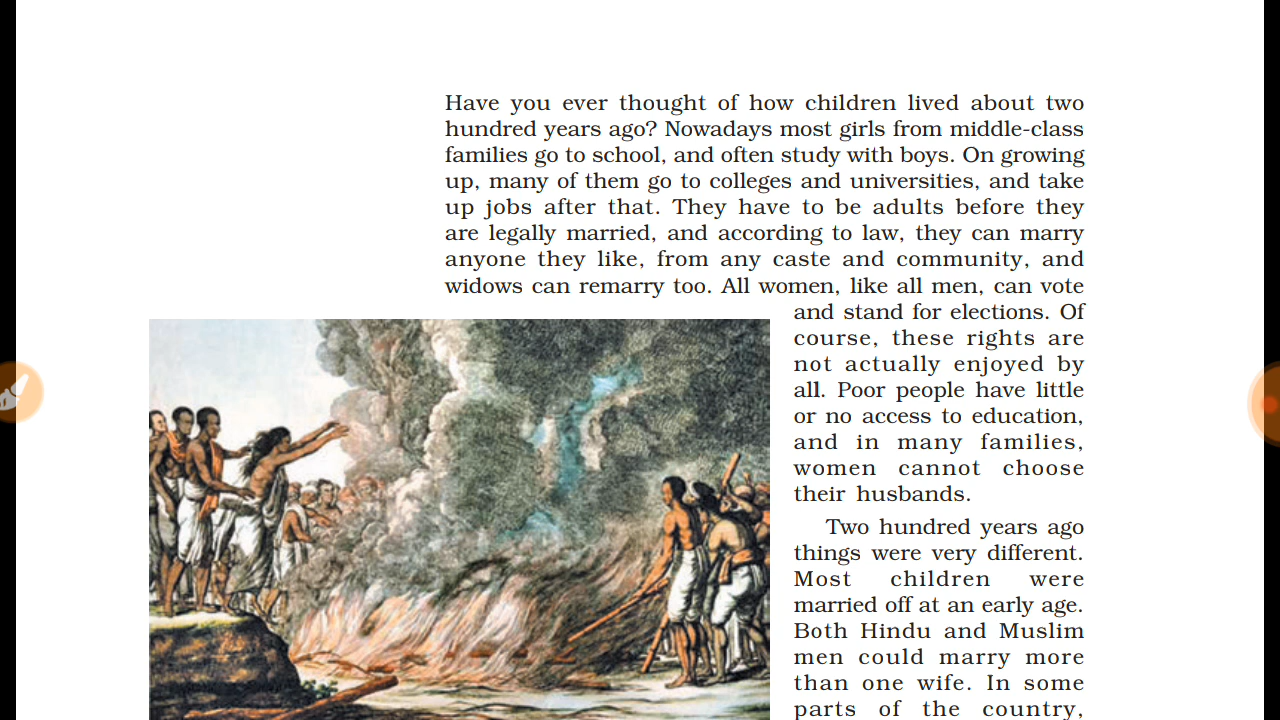 Have you ever thought of how children lived about two
hundred years ago? Nowadays most girls from middle-class
families go to school, and often study with boys. On growing
up, many of them go to colleges and universities, and take
up jobs after that. They have to be adults before they
are legally married, and according to law, they can marry
anyone they like, from any caste and community, and
widows can remarry too. All women, like all men, can vote
and stand for elections. Of
course, these rights are
not actually enjoyed by
all. Poor people have little
or no access to education,
and in many families,
women cannot choose
their husbands.
Two hundred years ago
things were very different.
Most children were
married off at an early age.
Both Hindu and Muslim
men could marry more
than one wife. In some
parts of the country,